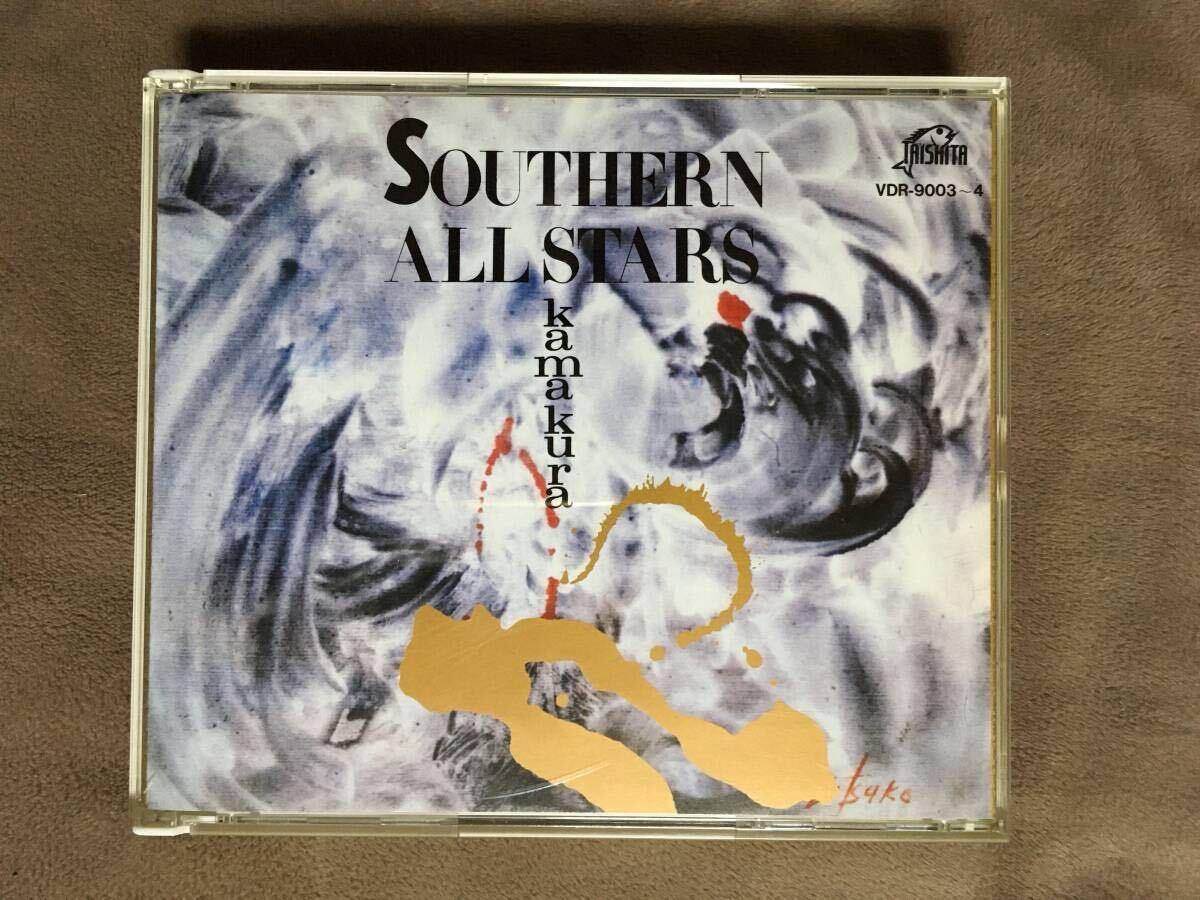 SOUTHERN
ALL STARS
kamakura
TAISHITA
VDR-9003~4